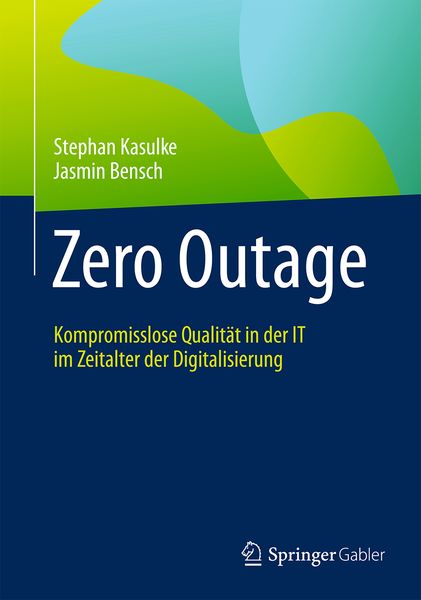 Stephan Kasulke
Jasmin Bensch
Zero Outage
Kompromisslose Qualität in der IT
im Zeitalter der Digitalisierung
Springer Gabler